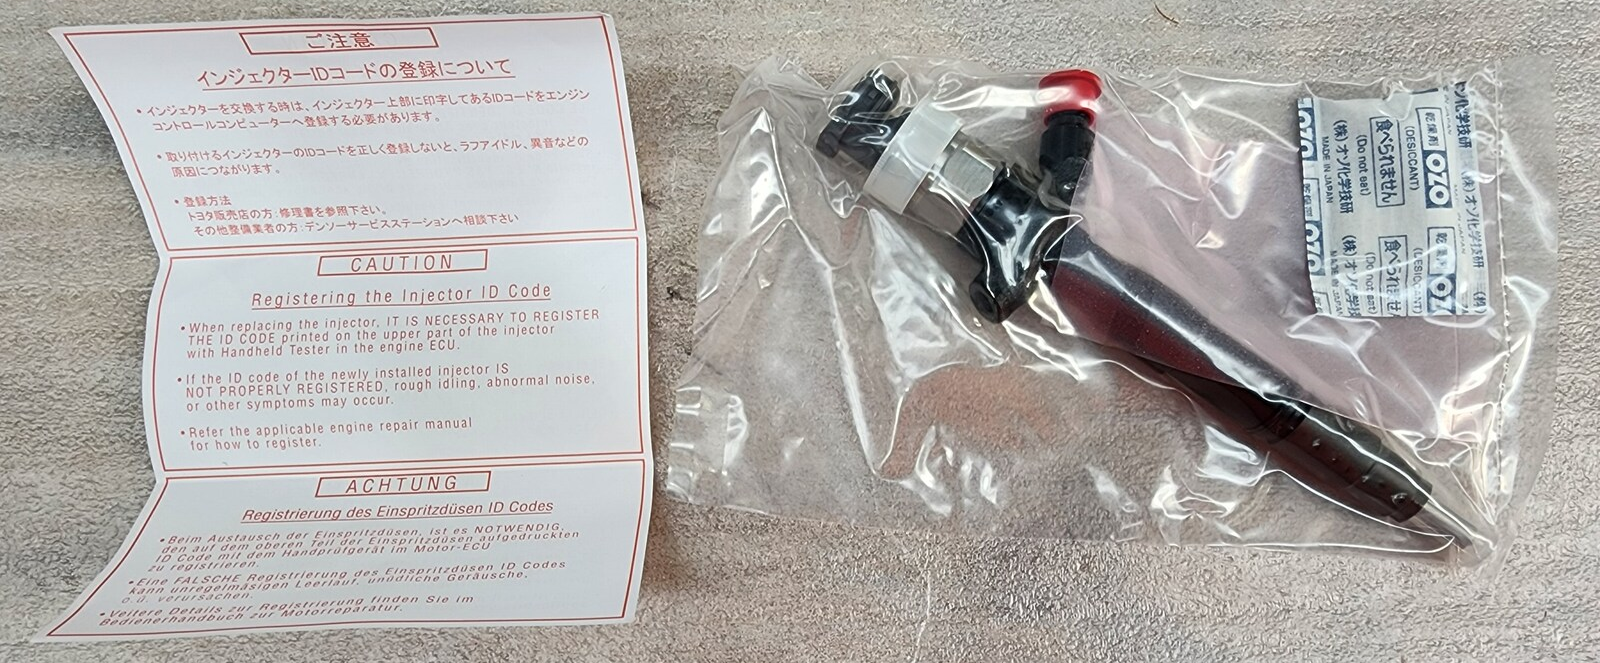 ご注意
インジェクターIDコードの登録について
• インジェクターを交換する時は、インジェクター上部に印字してあるIDコードをエンジン
コントロールコンピューターへ登録する必要があります。
• 取り付けるインジェクターのIDコードを正しく登録しないと、ラフアイドル、異音などの
原因につながります。
• 登録方法
トヨタ販売店の方：修理書を参照下さい。
その他整備業者の方：デンソーサービスステーションへ相談下さい
CAUTION
Registering the Injector ID Code
• When replacing the injector, IT IS NECESSARY TO REGISTER
THE ID CODE printed on the upper part of the injector
with Handheld Tester in the engine ECU.
• If the ID code of the newly installed injector IS
NOT PROPERLY REGISTERED, rough idling, abnormal noise,
or other symptoms may occur.
• Refer the applicable engine repair manual
for how to register.
ACHTUNG
Registrierung des Einspritzdüsen ID Codes
• Beim Austausch der Einspritzdüsen, ist es NOTWENDIG,
den auf dem oberen Teil der Einspritzdüsen aufgedruckten
ID Code mit dem Handprüfgerät im Motor-ECU
zu registrieren.
• Eine FALSCHE Registrierung des Einspritzdüsen ID Codes
kann unregelmäsigen Leerlauf, unüdliche Geräusche,
o.ü. verursachen.
• Veitere Details zur Registrierung finden Sie im
Bedienerhandbuch zur Motorreparatur.
乾燥剤 OZO
(DESICCANT)
食べられません
(Do not eat)
(株)オゾ化学技研
MADE IN JAPAN